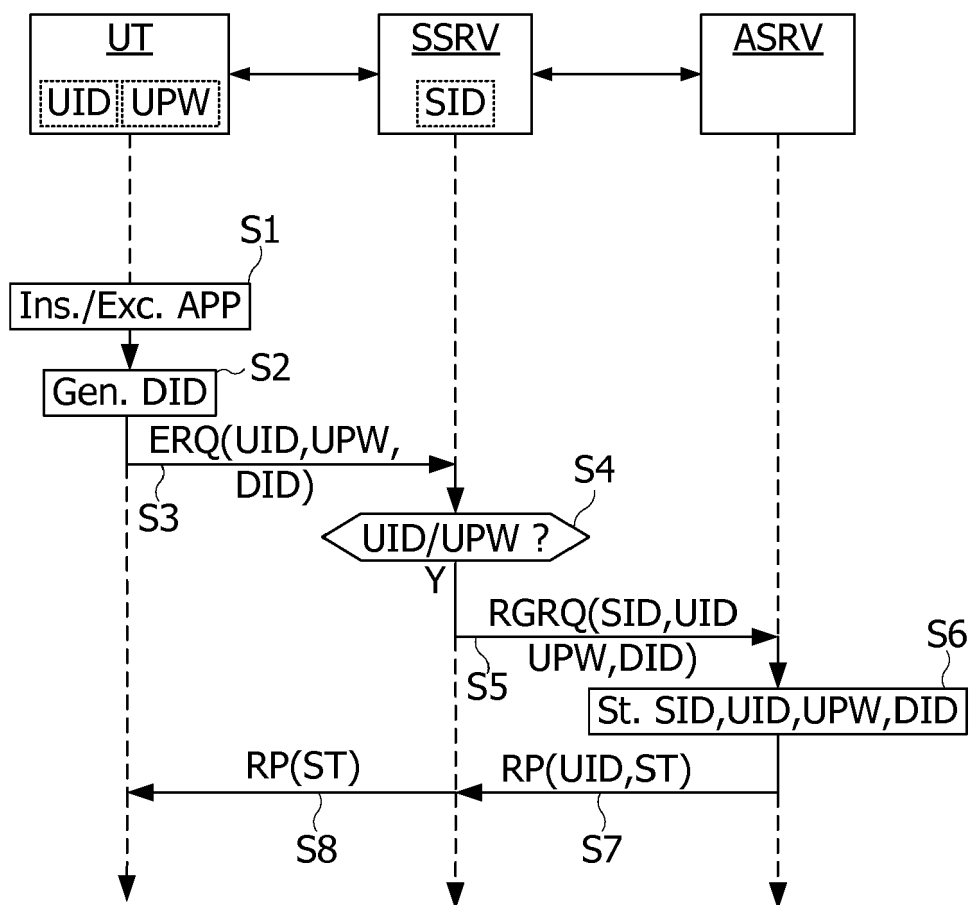 UT
SSRV
ASRV
UID
UPW
SID
S1
Ins./Exc. APP
S2
Gen. DID
ERQ(UID,UPW,
DID)
S3
S4
UID/UPW ?
Y
RGRQ(SID,UID
UPW,DID)
S5
S6
St. SID,UID,UPW,DID
RP(ST)
RP(UID,ST)
S8
S7